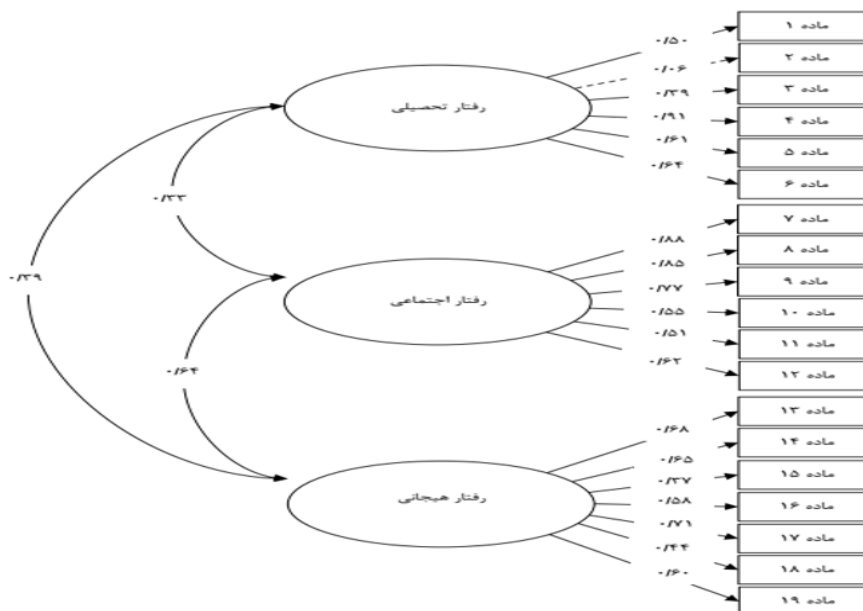 ماده ۱
۰/۵۰
ماده ۲
۰/۰۶
ماده ۳
۰/۳۹
رفتار تحصیلی
ماده ۴
۰/۹۱
ماده ۵
۰/۶۱
ماده ۶
۰/۶۴
۰/۳۳
ماده ۷
۰/۸۸
ماده ۸
۰/۸۵
ماده ۹
۰/۷۷
۰/۳۹
رفتار اجتماعی
ماده ۱۰
۰/۵۵
ماده ۱۱
۰/۵۱
ماده ۱۲
۰/۶۲
۰/۶۴
ماده ۱۳
۰/۶۸
ماده ۱۴
۰/۶۵
ماده ۱۵
۰/۳۷
رفتار هیجانی
ماده ۱۶
۰/۵۸
ماده ۱۷
۰/۷۱
ماده ۱۸
۰/۴۴
ماده ۱۹
۰/۶۰